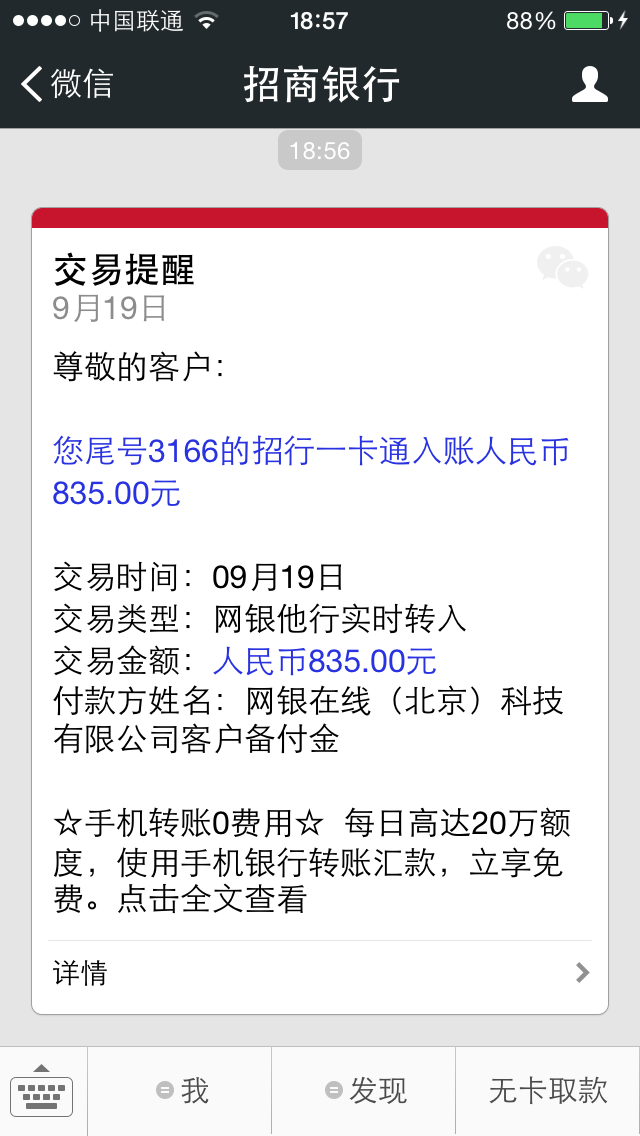 中国联通
18:57
88%
微信
招商银行
18:56
交易提醒
9月19日
尊敬的客户:
您尾号3166的招行一卡通入账人民币
835.00元
交易时间：09月19日
交易类型：网银他行实时转入
交易金额：人民币835.00元
付款方姓名：网银在线（北京）科技
有限公司客户备付金
☆手机转账0费用☆ 每日高达20万额
度，使用手机银行转账汇款，立享免
费。点击全文查看
详情
我
发现
无卡取款